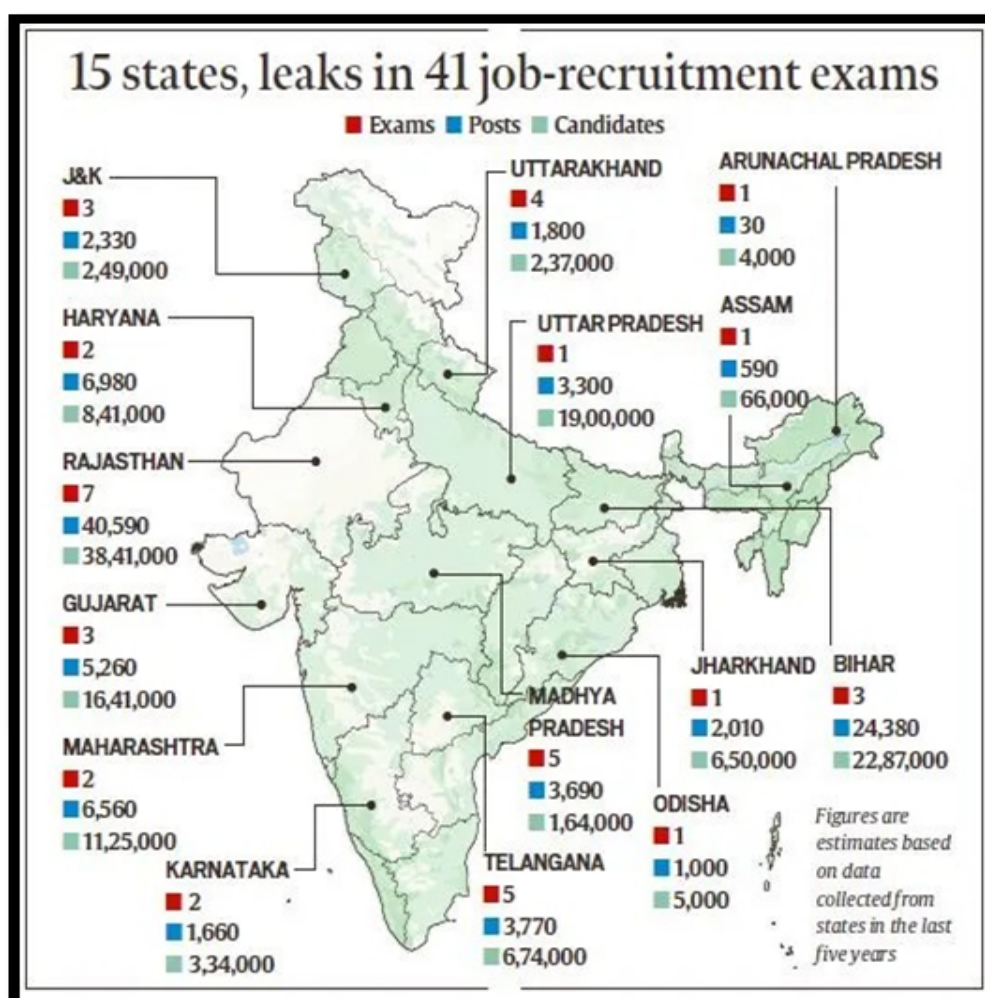 15 states, leaks in 41 job-recruitment exams
Exams Posts Candidates
J&K
3
2,330
2,49,000
HARYANA
2
6,980
8,41,000
RAJASTHAN
7
40,590
38,41,000
GUJARAT
3
5,260
16,41,000
MAHARASHTRA
2
6,560
11,25,000
KARNATAKA
2
1,660
3,34,000
UTTARAKHAND
4
1,800
2,37,000
UTTAR PRADESH
1
3,300
19,00,000
ARUNACHAL PRADESH
1
30
4,000
ASSAM
1
590
66,000
MADHYA
PRADESH
5
3,690
1,64,000
TELANGANA
5
3,770
6,74,000
ODISHA
1
1,000
5,000
JHARKHAND
1
2,010
6,50,000
BIHAR
3
24,380
22,87,000
Figures are
estimates based
on data
collected from
states in the last
five years